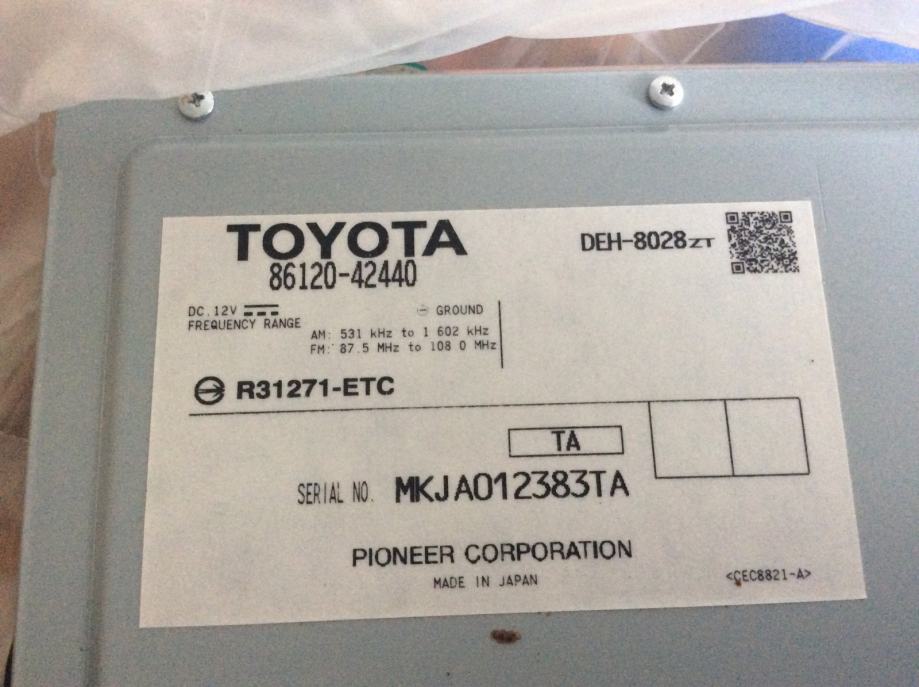 TOYOTA
86120-42440
DEH-8028ZT
DC.12V
GROUND
FREQUENCY RANGE
AM: 531 kHz to 1 602 kHz
FM: 87.5 MHz to 108.0 MHz
R31271-ETC
TA
SERIAL NO. MKJA012383TA
PIONEER CORPORATION
MADE IN JAPAN
<CEC8821-A>